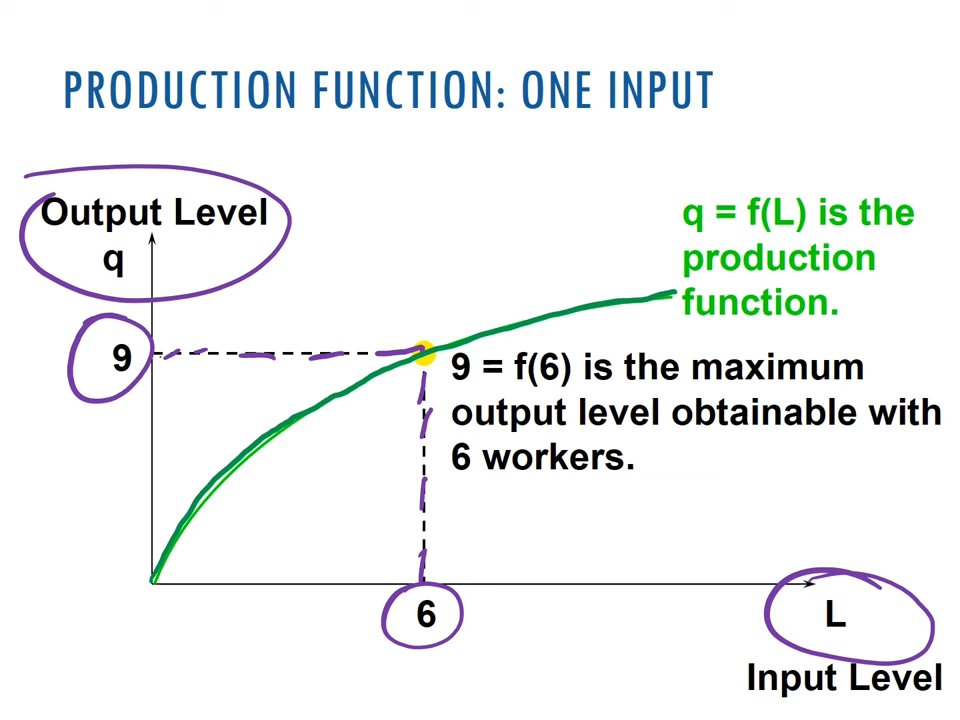 PRODUCTION FUNCTION: ONE INPUT
Output Level
q
q = f(L) is the
production
function.
9
9 = f(6) is the maximum
output level obtainable with
6 workers.
6
L
Input Level